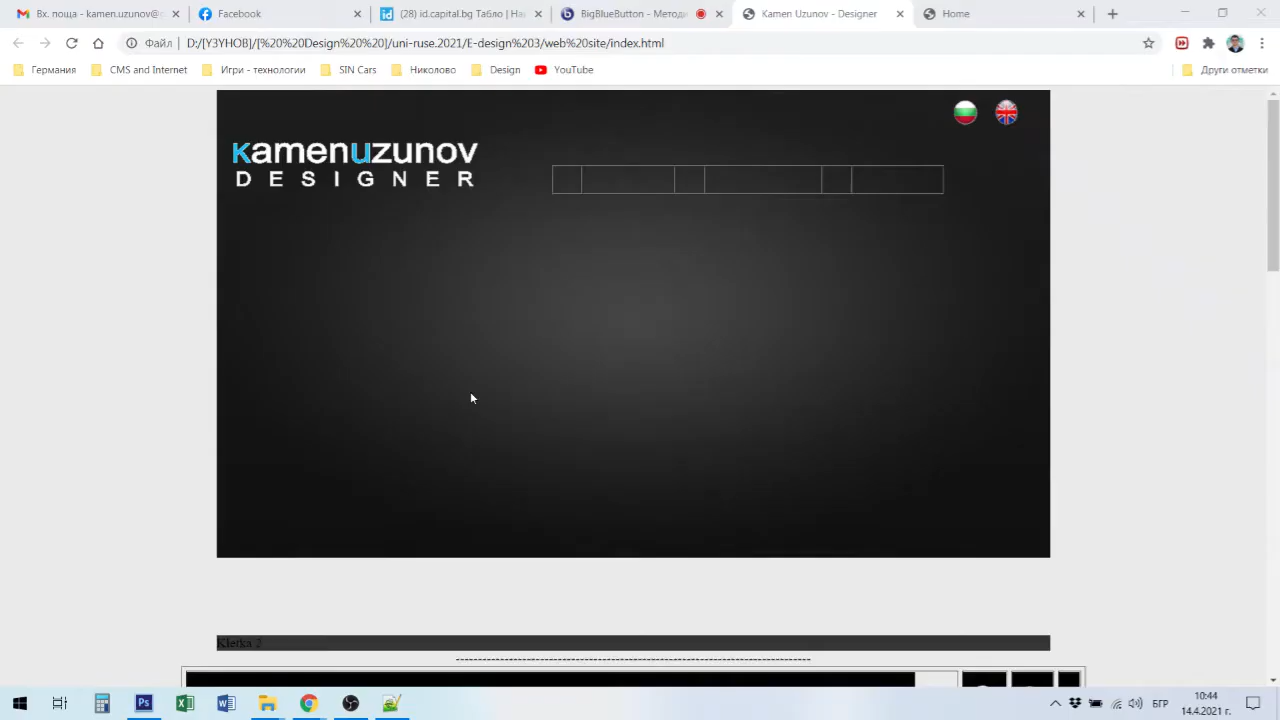 Вх. поща - kamen.uzunov@
Facebook
(28) id.capital.bg Табло | На
BigBlueButton - Методи
Kamen Uzunov - Designer
Home
Файл
D:/[Y3YHOB]/[%20%20Design%20%20]/uni-ruse.2021/E-design%203/web%20site/index.html
Германия
CMS and Internet
Игри - технологии
SIN Cars
Николово
Design
YouTube
Други отметки
KamenUzunov
DESIGNER
Kletka 2
--------------------------------------------------------------------------------
БГР
10:44
14.4.2021 г.